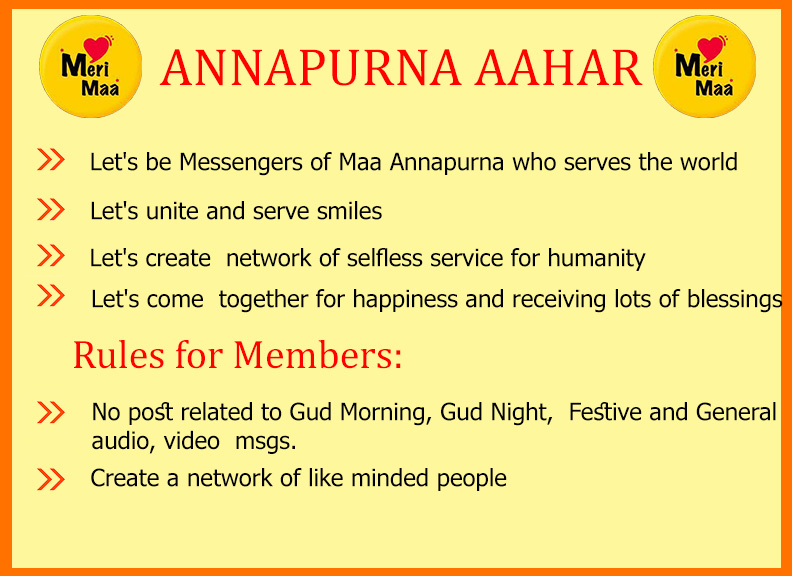 Meri
Maa
ANNAPURNA AAHAR
Meri
Maa
Let's be Messengers of Maa Annapurna who serves the world
Let's unite and serve smiles
Let's create  network of selfless service for humanity
Let's come  together for happiness and receiving lots of blessings
Rules for Members:
No post related to Gud Morning, Gud Night,  Festive and General
audio, video  msgs.
Create a network of like minded people